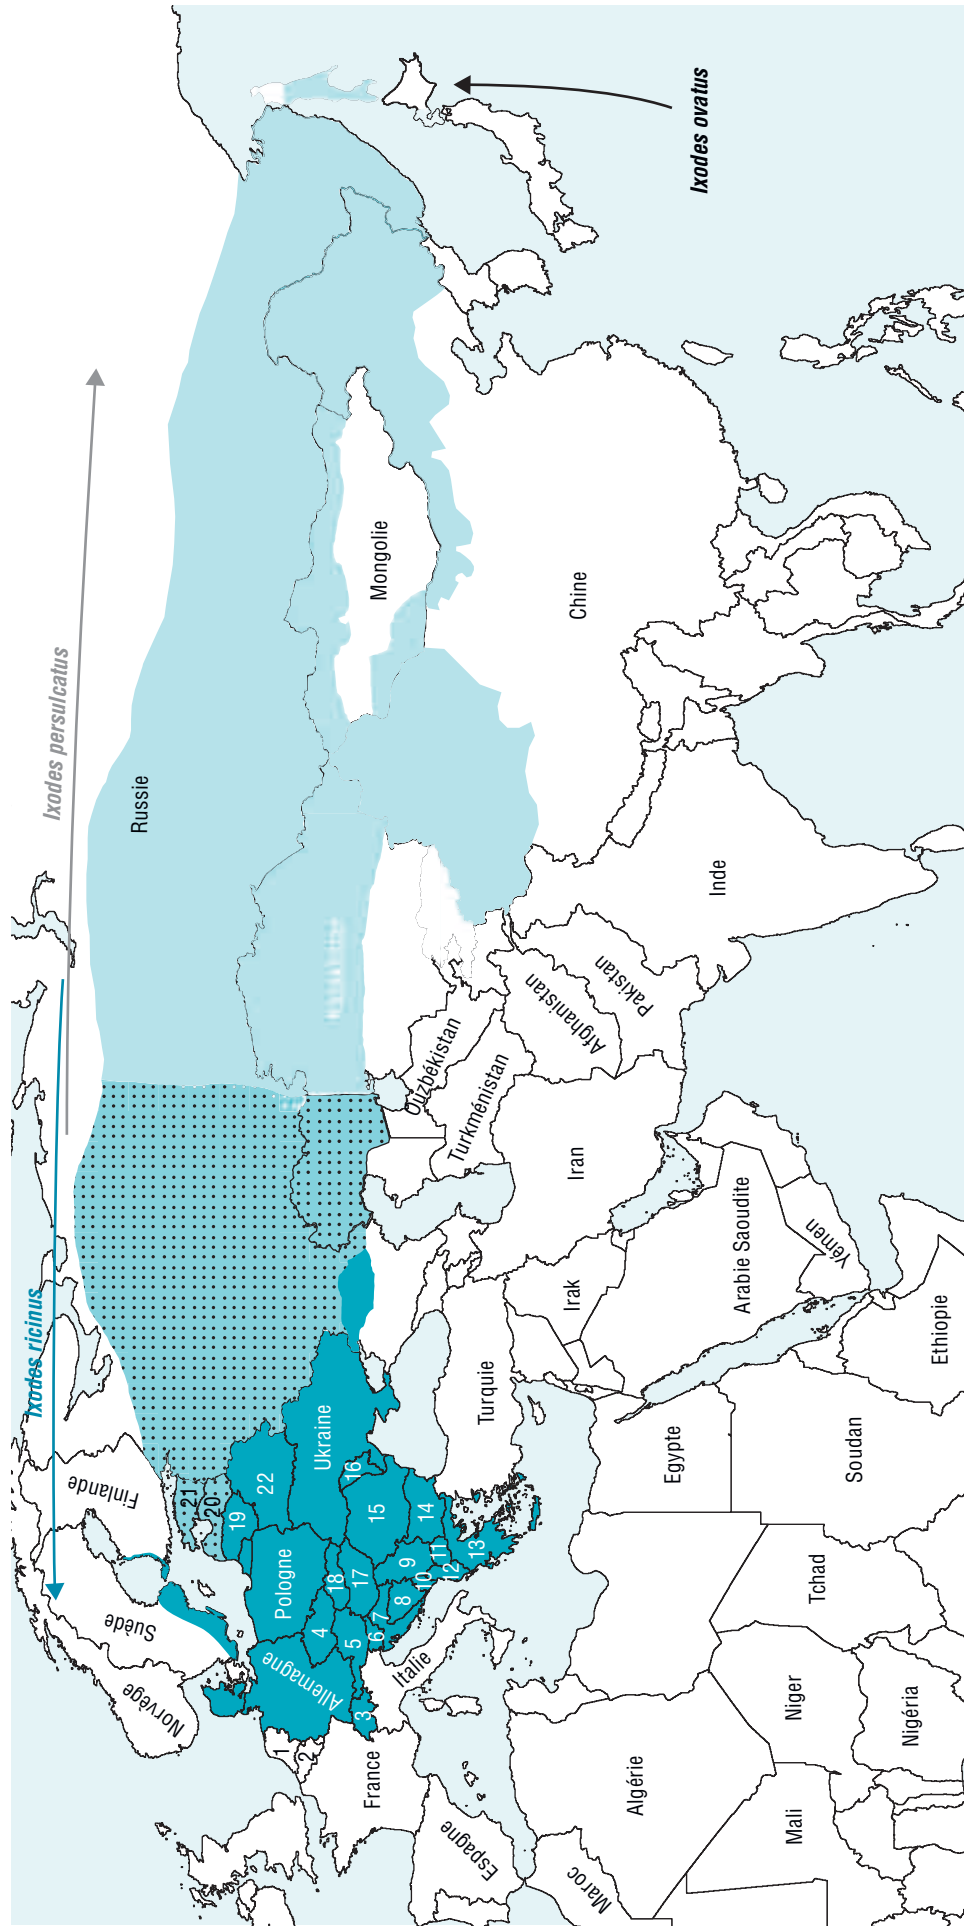 Ixodes ricinus
Ixodes persulcatus
Ixodes ovatus
Norvège
Suède
Finlande
Russie
21
20
19
22
1
2
Allemagne
Pologne
Ukraine
4
18
3
5
17
16
6
7
15
8
9
10
11
14
12
13
France
Italie
Espagne
Mongolie
Chine
Ouzbékistan
Turkménistan
Afghanistan
Pakistan
Inde
Turquie
Iran
Irak
Arabie Saoudite
Yémen
Maroc
Algérie
Egypte
Mali
Niger
Tchad
Soudan
Nigéria
Ethiopie